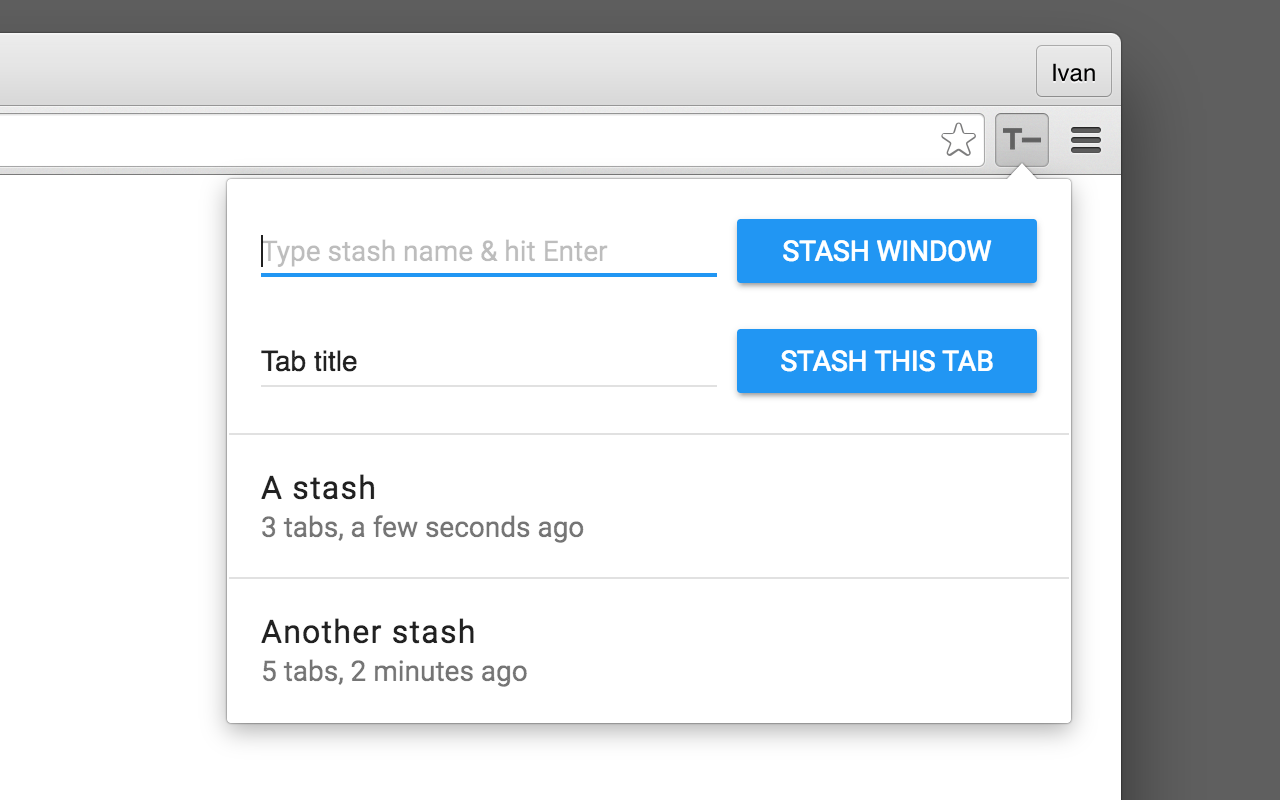 Ivan
T–
Type stash name & hit Enter
STASH WINDOW
Tab title
STASH THIS TAB
A stash
3 tabs, a few seconds ago
Another stash
5 tabs, 2 minutes ago